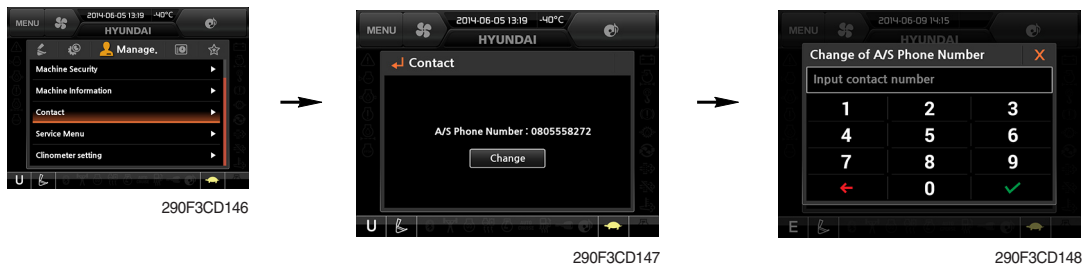 MENU
2014-06-05 13:19 -40°C
HYUNDAI
Manage.
Machine Security
Machine Information
Contact
Service Menu
Clinometer setting
U
290F3CD146
MENU
2014-06-05 13:19 -40°C
HYUNDAI
Contact
A/S Phone Number : 0805558272
Change
U
290F3CD147
MENU
2014-06-09 14:15
HYUNDAI
Change of A/S Phone Number X
Input contact number
1 2 3
4 5 6
7 8 9
0
E
290F3CD148